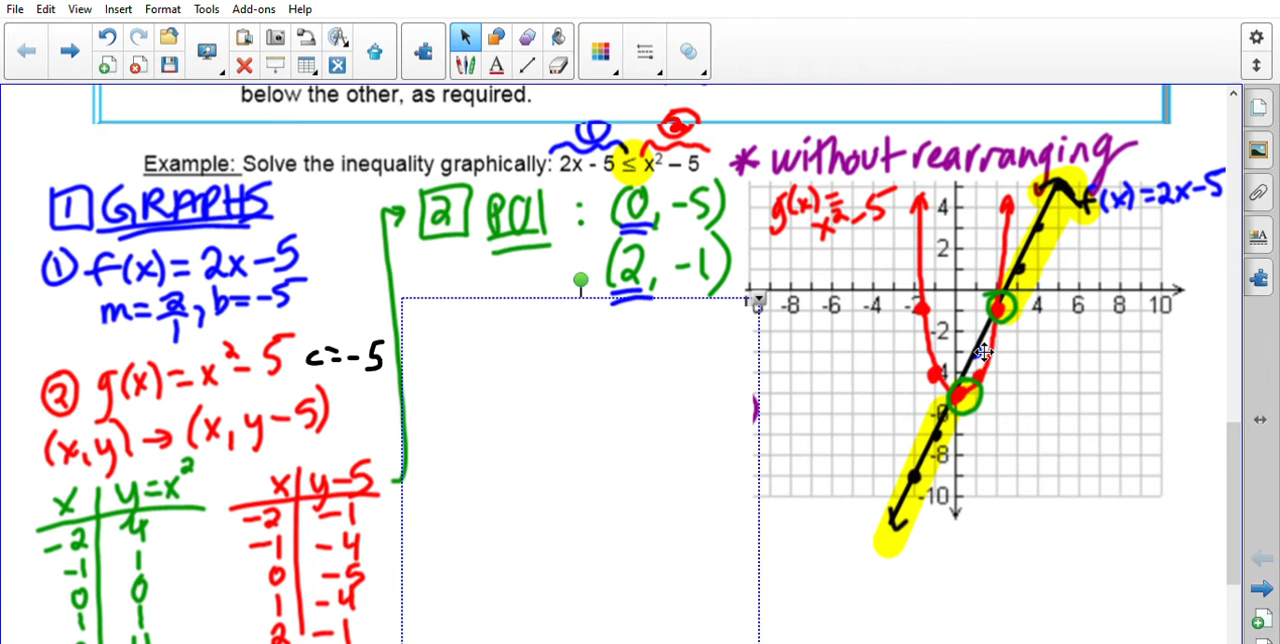 File Edit View Insert Format Tools Add-ons Help
below the other, as required.
① ②
Example: Solve the inequality graphically: 2x - 5 ≤ x² – 5
* without rearranging
1 GRAPHS
① f(x) = 2x - 5
m = 2/1, b = -5
② g(x) = x² - 5 c = -5
(x,y) → (x, y-5)
x | y = x²
-2 | 4
-1 | 1
0 | 0
1 | 1
x | y-5
-2 | -1
-1 | -4
0 | -5
1 | -4
2 | -1
2 POI : (0, -5)
(2, -1)
g(x) = x² - 5
f(x) = 2x - 5
4
2
-8 -6 -4 -2 4 6 8 10
-2
-4
-8
-10